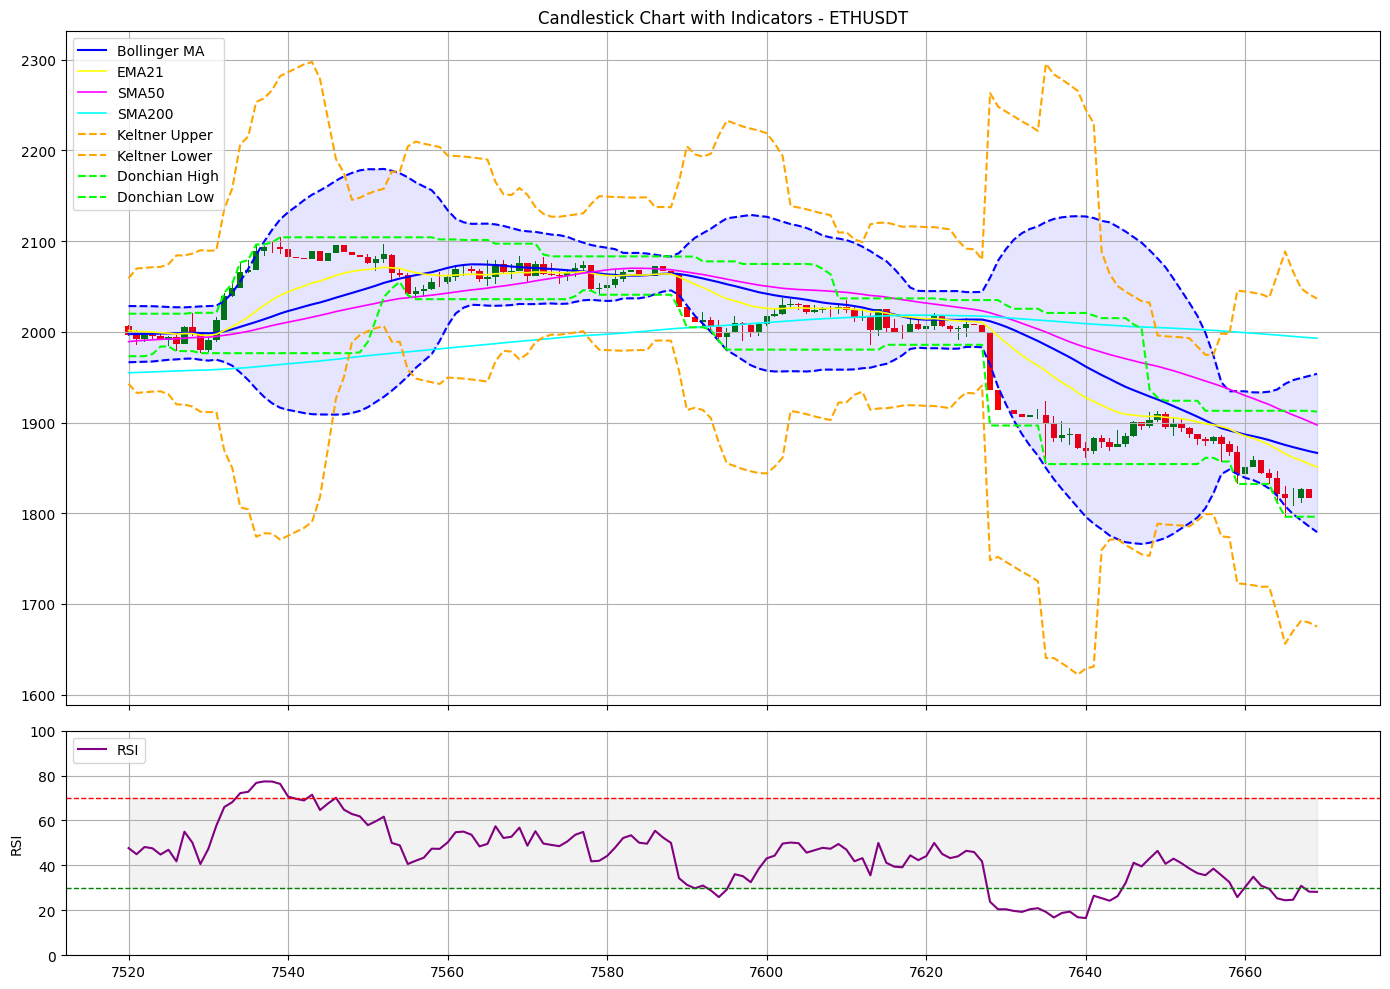 Candlestick Chart with Indicators - ETHUSDT
Bollinger MA
EMA21
SMA50
SMA200
Keltner Upper
Keltner Lower
Donchian High
Donchian Low
2300
2200
2100
2000
1900
1800
1700
1600
RSI
RSI
100
80
60
40
20
0
7520
7540
7560
7580
7600
7620
7640
7660